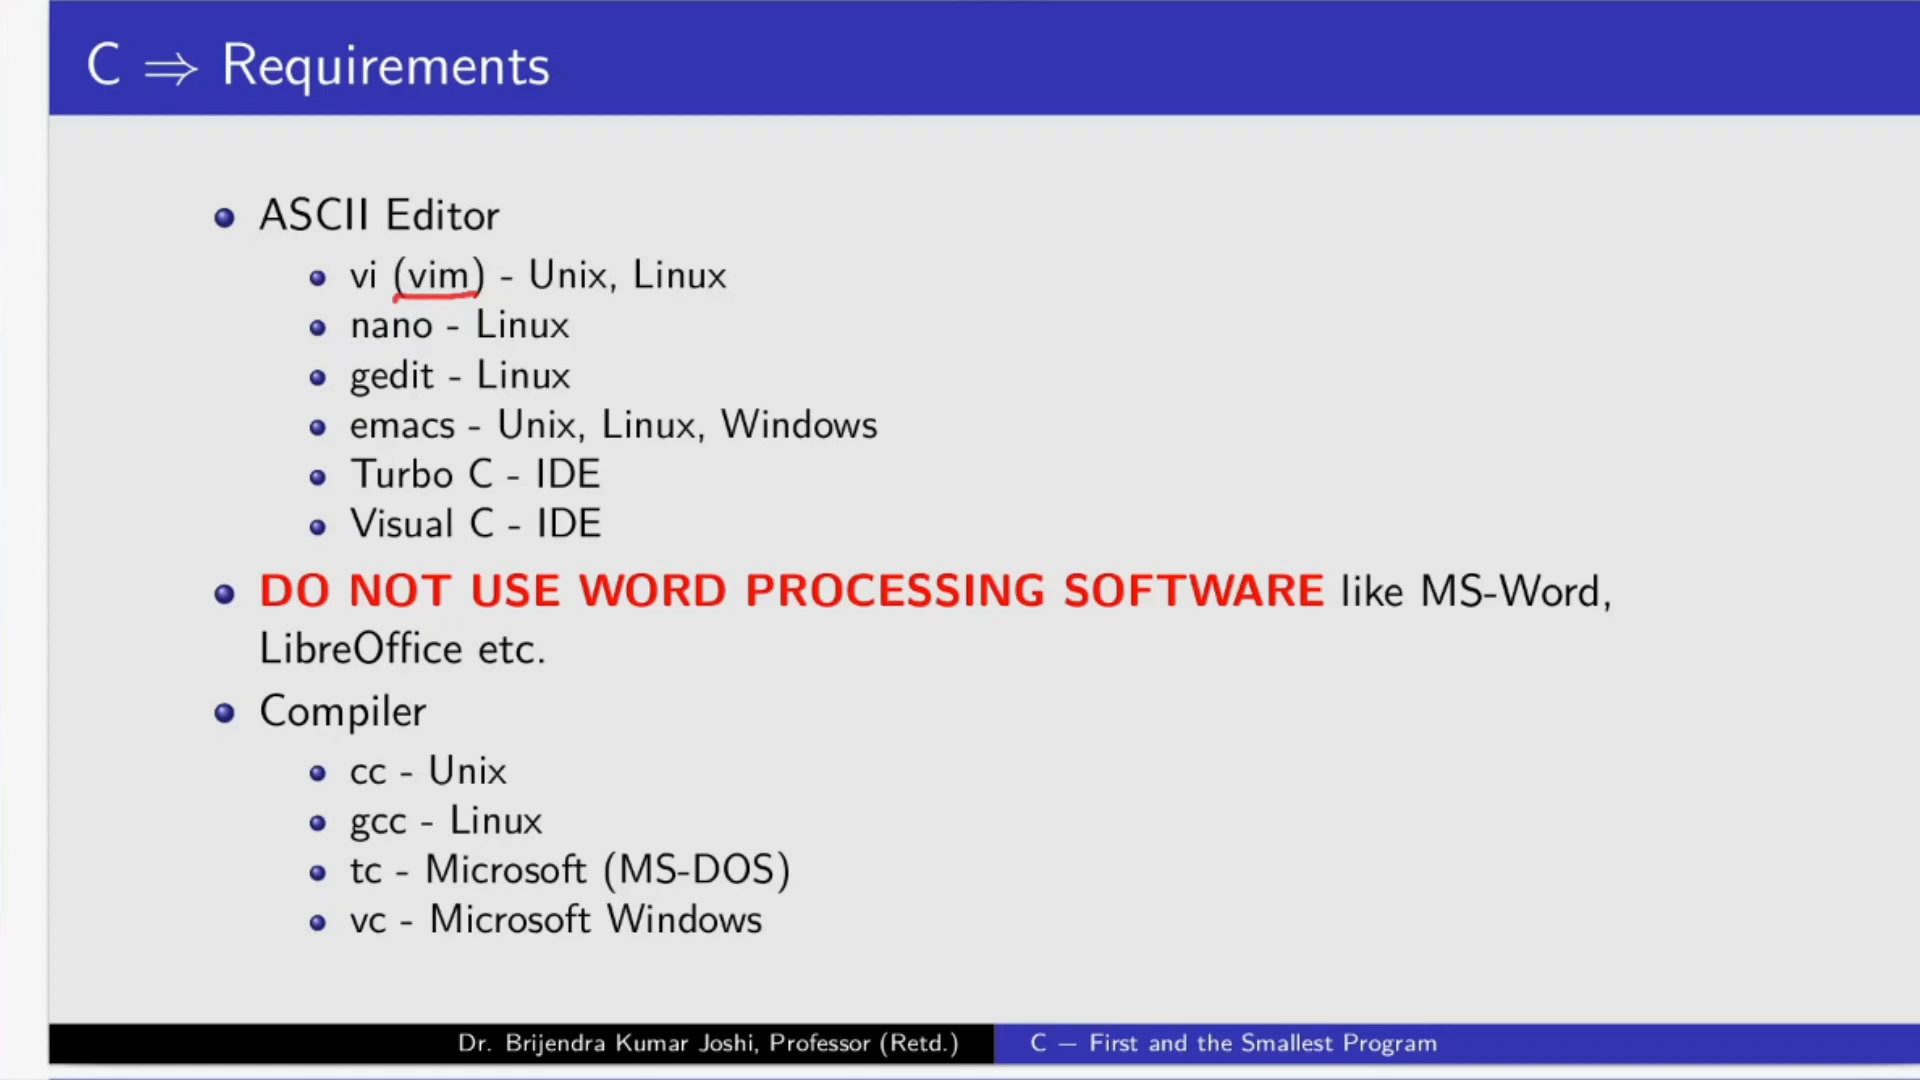 C ⇒ Requirements
ASCII Editor
vi (vim) - Unix, Linux
nano - Linux
gedit - Linux
emacs - Unix, Linux, Windows
Turbo C - IDE
Visual C - IDE
DO NOT USE WORD PROCESSING SOFTWARE like MS-Word,
LibreOffice etc.
Compiler
cc - Unix
gcc - Linux
tc - Microsoft (MS-DOS)
vc - Microsoft Windows
Dr. Brijendra Kumar Joshi, Professor (Retd.)
C — First and the Smallest Program